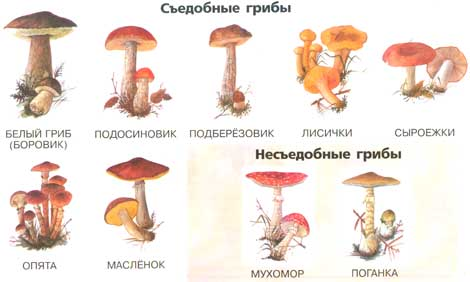 Съедобные грибы
БЕЛЫЙ ГРИБ
(БОРОВИК)
ПОДОСИНОВИК
ПОДБЕРЁЗОВИК
ЛИСИЧКИ
СЫРОЕЖКИ
ОПЯТА
МАСЛЁНОК
Несъедобные грибы
МУХОМОР
ПОГАНКА